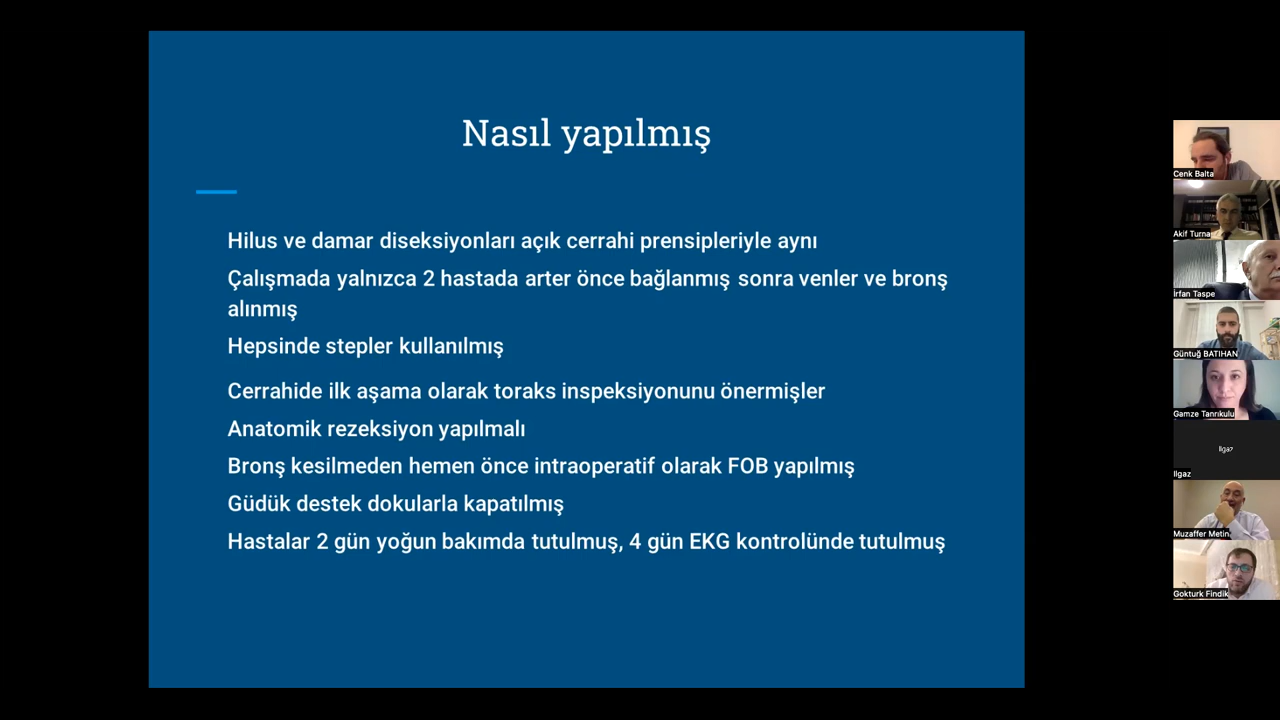 Nasıl yapılmış
Hilus ve damar diseksiyonları açık cerrahi prensipleriyle aynı
Çalışmada yalnızca 2 hastada arter önce bağlanmış sonra venler ve bronş
alınmış
Hepsinde stepler kullanılmış
Cerrahide ilk aşama olarak toraks inspeksiyonunu önermişler
Anatomik rezeksiyon yapılmalı
Bronş kesilmeden hemen önce intraoperatif olarak FOB yapılmış
Güdük destek dokularla kapatılmış
Hastalar 2 gün yoğun bakımda tutulmuş, 4 gün EKG kontrolünde tutulmuş
Cenk Balta
Akif Turna
İrfan Taspe
Güntuğ BATIHAN
Gamze Tanrıkulu
Ilgaz
Ilgaz
Muzaffer Metin
Gokturk Findik